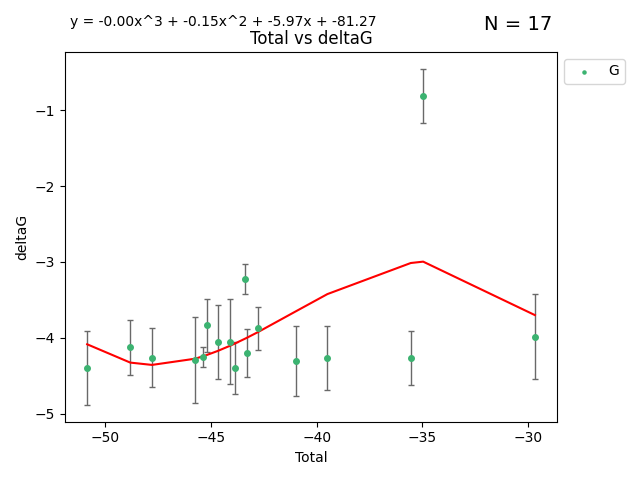 y = -0.00x^3 + -0.15x^2 + -5.97x + -81.27
N = 17
Total vs deltaG
G
deltaG
−1
−2
−3
−4
−5
−50 −45 −40 −35 −30
Total